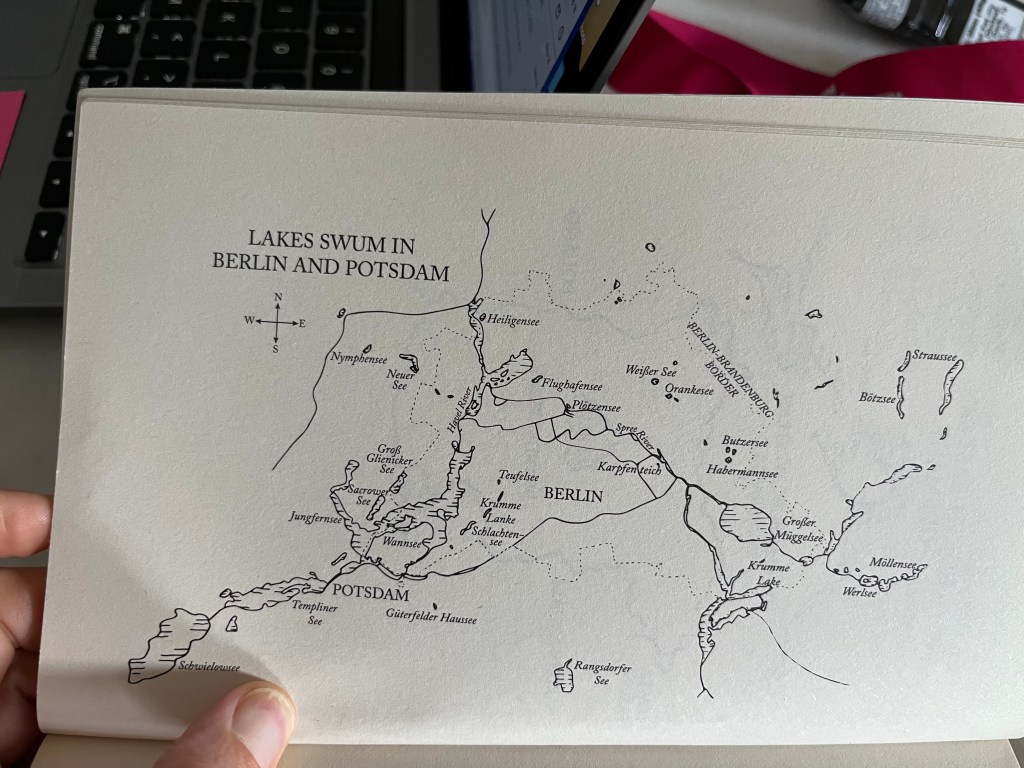 LAKES SWUM IN
BERLIN AND POTSDAM
N
W
E
S
Heiligensee
Nymphensee
Neuer
See
Havel River
Flughafensee
Plötzensee
Weißer See
Orankesee
BERLIN-BRANDENBURG
BORDER
Straussee
Bötzsee
Spree River
Karpfenteich
Butzersee
Habermannsee
Groß
Glienicker
See
Sacrower
See
Jungfernsee
Teufelsee
Krumme
Lanke
Schlachten-
see
BERLIN
Wannsee
Großer
Müggelsee
Krumme
Lake
Möllensee
Werlsee
POTSDAM
Templiner
See
Güterfelder Haussee
Schwielowsee
Rangsdorfer
See